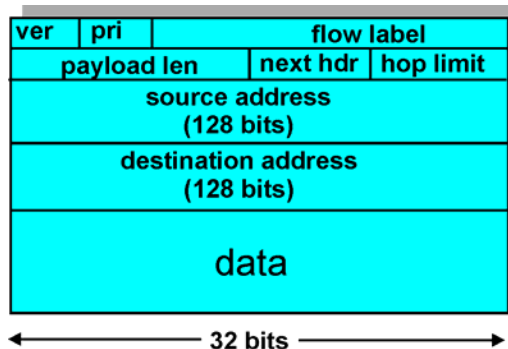 ver pri flow label
payload len next hdr hop limit
source address
(128 bits)
destination address
(128 bits)
data
32 bits